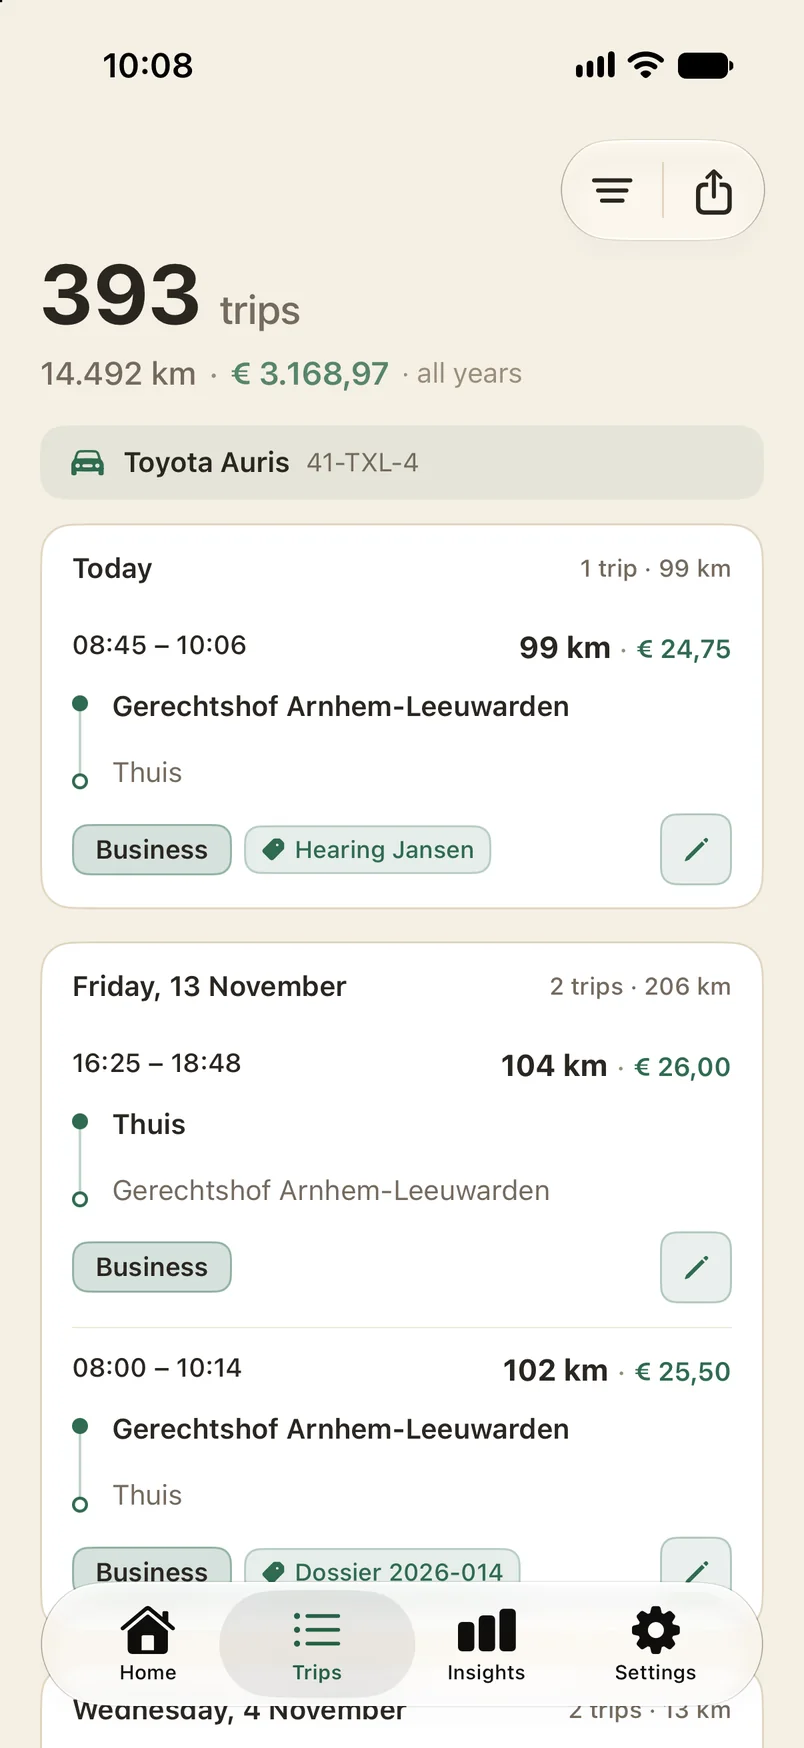 10:08
393 trips
14.492 km · € 3.168,97 · all years
Toyota Auris 41-TXL-4
Today 1 trip · 99 km
08:45 – 10:06 99 km · € 24,75
Gerechtshof Arnhem-Leeuwarden
Thuis
Business Hearing Jansen
Friday, 13 November 2 trips · 206 km
16:25 – 18:48 104 km · € 26,00
Thuis
Gerechtshof Arnhem-Leeuwarden
Business
08:00 – 10:14 102 km · € 25,50
Gerechtshof Arnhem-Leeuwarden
Thuis
Business Dossier 2026-014
Home Trips Insights Settings
Wednesday, 4 November 2 trips · 13 km